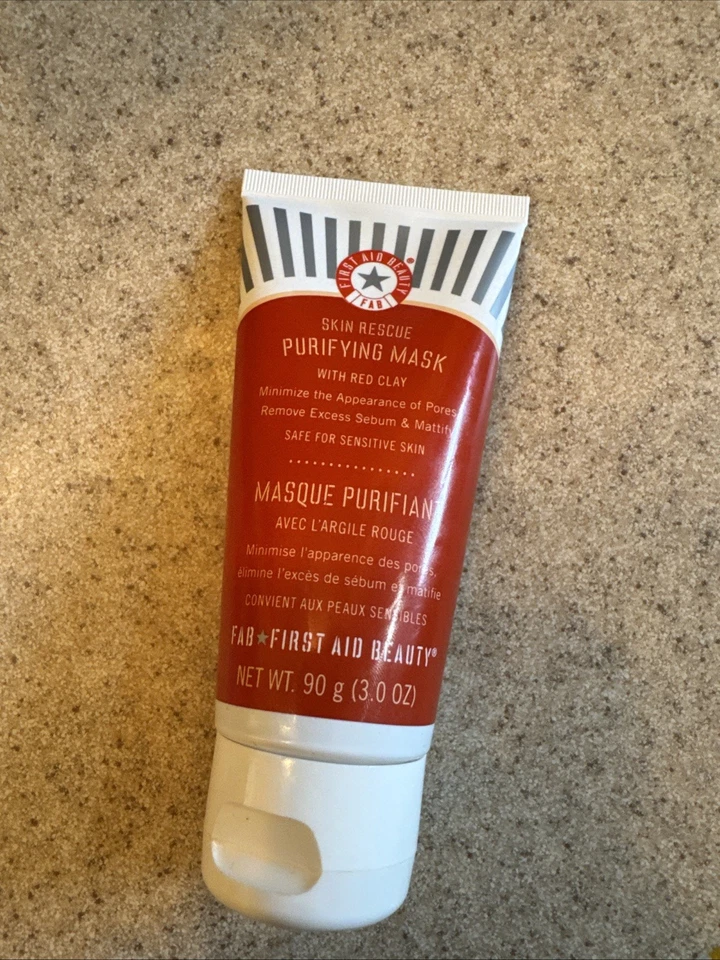 FIRST AID BEAUTY®
FAB
SKIN RESCUE
PURIFYING MASK
WITH RED CLAY
Minimize the Appearance of Pores
Remove Excess Sebum & Mattify
SAFE FOR SENSITIVE SKIN
MASQUE PURIFIANT
AVEC L'ARGILE ROUGE
Minimise l'apparence des pores,
élimine l'excès de sébum et matifie
CONVIENT AUX PEAUX SENSIBLES
FAB★FIRST AID BEAUTY®
NET WT. 90 g (3.0 OZ)